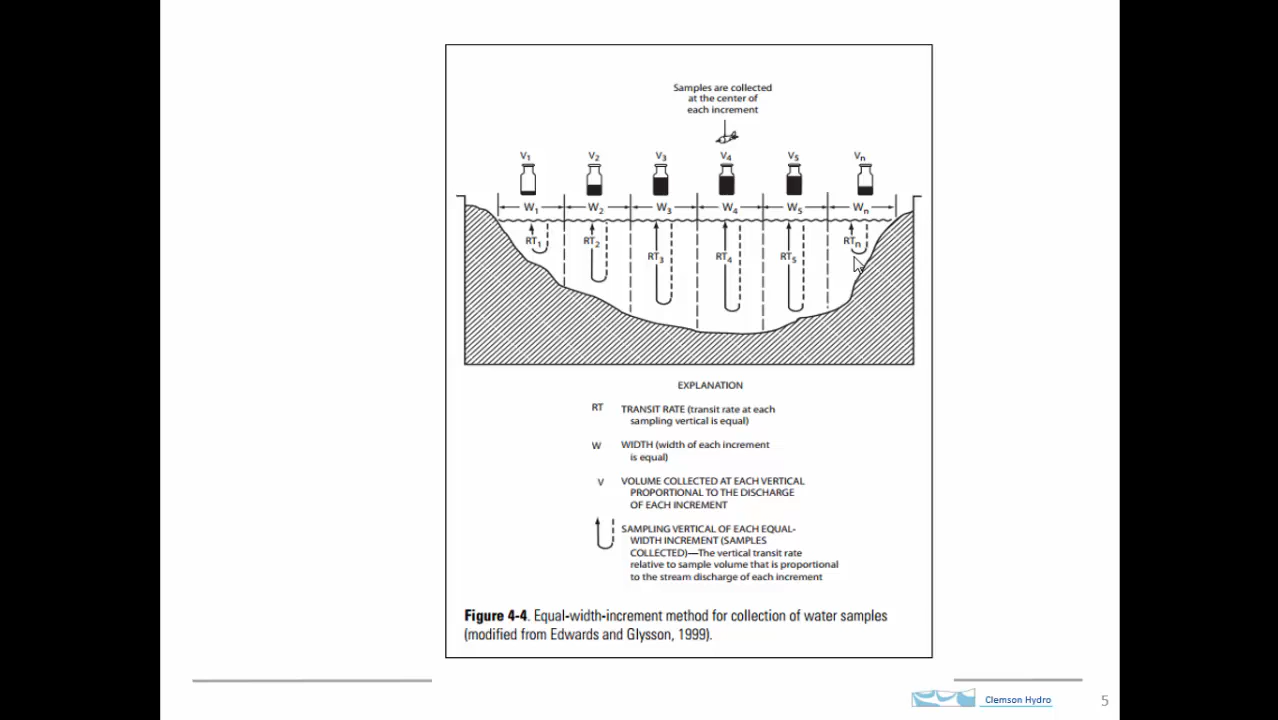 Samples are collected
at the center of
each increment
V1 V2 V3 V4 V5 Vn
W1 W2 W3 W4 W5 Wn
RT1 RT2 RT3 RT4 RT5 RTn
EXPLANATION
RT TRANSIT RATE (transit rate at each
sampling vertical is equal)
W WIDTH (width of each increment
is equal)
V VOLUME COLLECTED AT EACH VERTICAL
PROPORTIONAL TO THE DISCHARGE
OF EACH INCREMENT
SAMPLING VERTICAL OF EACH EQUAL-
WIDTH INCREMENT (SAMPLES
COLLECTED)—The vertical transit rate
relative to sample volume that is proportional
to the stream discharge of each increment
Figure 4-4. Equal-width-increment method for collection of water samples
(modified from Edwards and Glysson, 1999).
Clemson Hydro 5